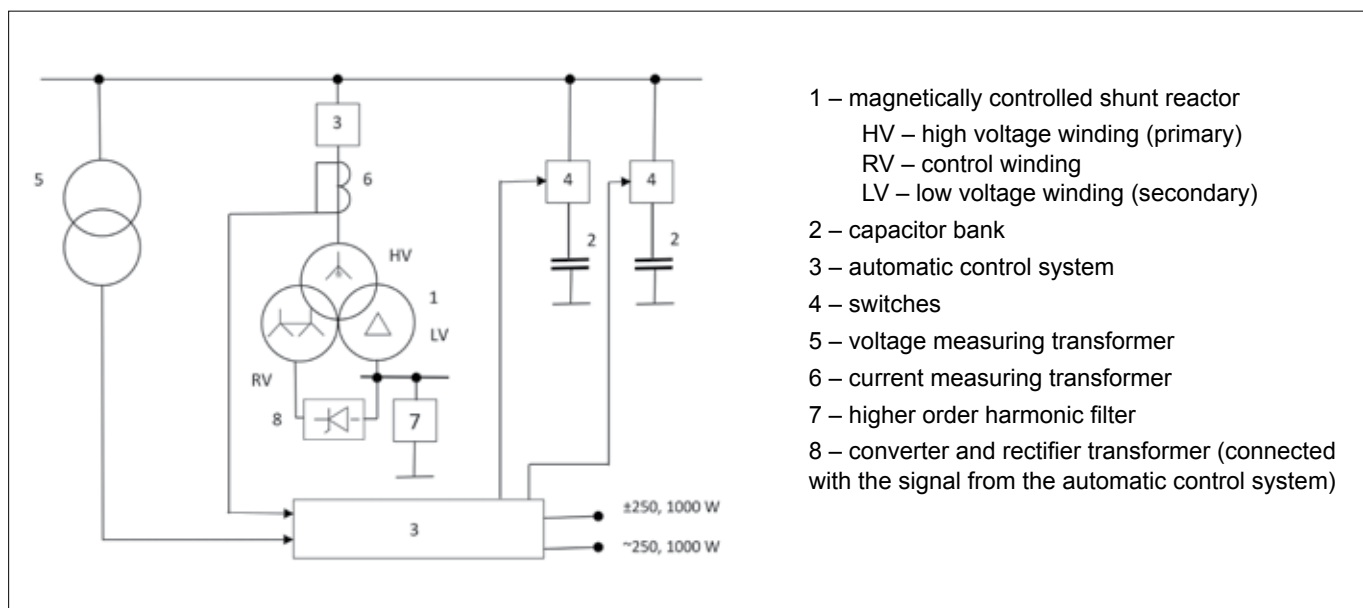 3
5
6
4
4
HV
2
2
1
LV
RV
8
7
3
±250, 1000 W
~250, 1000 W
1 – magnetically controlled shunt reactor
HV – high voltage winding (primary)
RV – control winding
LV – low voltage winding (secondary)
2 – capacitor bank
3 – automatic control system
4 – switches
5 – voltage measuring transformer
6 – current measuring transformer
7 – higher order harmonic filter
8 – converter and rectifier transformer (connected
with the signal from the automatic control system)